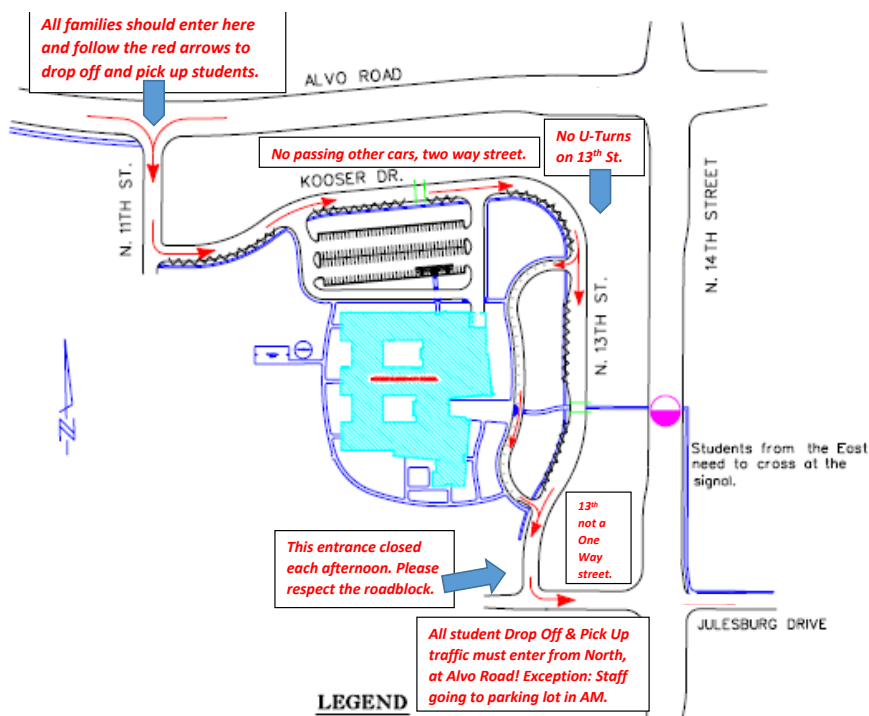 All families should enter here
and follow the red arrows to
drop off and pick up students.
ALVO ROAD
No passing other cars, two way street.
No U-Turns
on 13th St.
KOOSER DR.
N. 11TH ST.
N. 14TH STREET
N. 13TH ST.
N
Students from the East
need to cross at the
signal.
13th
not a
One
Way
street.
This entrance closed
each afternoon. Please
respect the roadblock.
JULESBURG DRIVE
All student Drop Off & Pick Up
traffic must enter from North,
at Alvo Road! Exception: Staff
going to parking lot in AM.
LEGEND